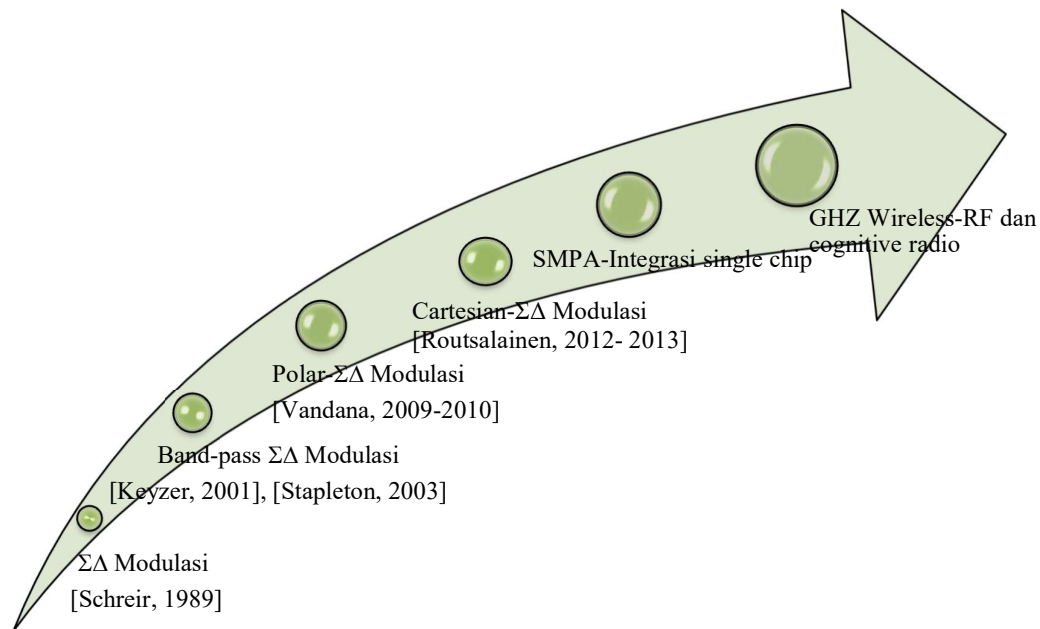 GHZ Wireless-RF dan
cognitive radio
SMPA-Integrasi single chip
Cartesian-ΣΔ Modulasi
[Routsalainen, 2012- 2013]
Polar-ΣΔ Modulasi
[Vandana, 2009-2010]
Band-pass ΣΔ Modulasi
[Keyzer, 2001], [Stapleton, 2003]
ΣΔ Modulasi
[Schreir, 1989]